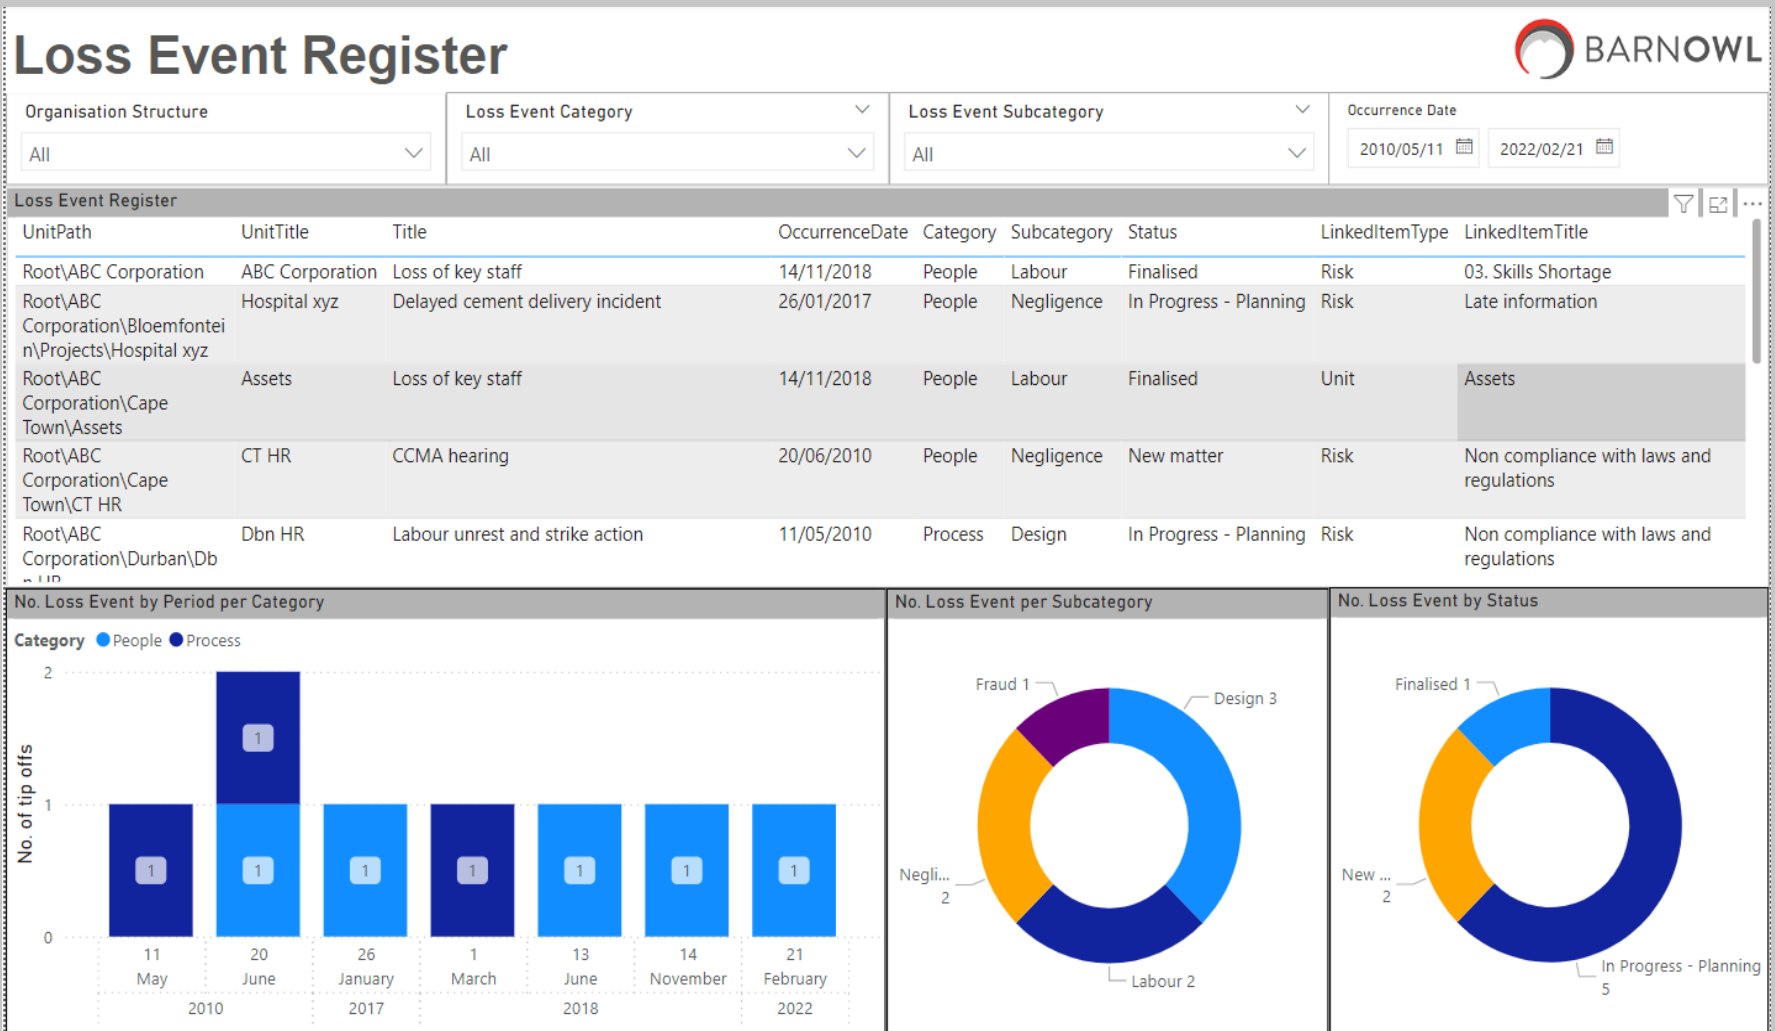 Loss Event Register
BARNOWL
Organisation Structure
All
Loss Event Category
All
Loss Event Subcategory
All
Occurrence Date
2010/05/11 2022/02/21
Loss Event Register
UnitPath UnitTitle Title OccurrenceDate Category Subcategory Status LinkedItemType LinkedItemTitle
Root\ABC Corporation ABC Corporation Loss of key staff 14/11/2018 People Labour Finalised Risk 03. Skills Shortage
Root\ABC Hospital xyz Delayed cement delivery incident 26/01/2017 People Negligence In Progress - Planning Risk Late information
Corporation\Bloemfontei
n\Projects\Hospital xyz
Root\ABC Assets Loss of key staff 14/11/2018 People Labour Finalised Unit Assets
Corporation\Cape
Town\Assets
Root\ABC CT HR CCMA hearing 20/06/2010 People Negligence New matter Risk Non compliance with laws and
Corporation\Cape regulations
Town\CT HR
Root\ABC Dbn HR Labour unrest and strike action 11/05/2010 Process Design In Progress - Planning Risk Non compliance with laws and
Corporation\Durban\Db regulations
No. Loss Event by Period per Category
Category People Process
No. of tip offs
2
1
0
1
1 1 1 1 1 1 1
11 20 26 1 13 14 21
May June January March June November February
2010 2017 2018 2022
No. Loss Event per Subcategory
Fraud 1
Design 3
Negli...
2
Labour 2
No. Loss Event by Status
Finalised 1
New ...
2
In Progress - Planning
5